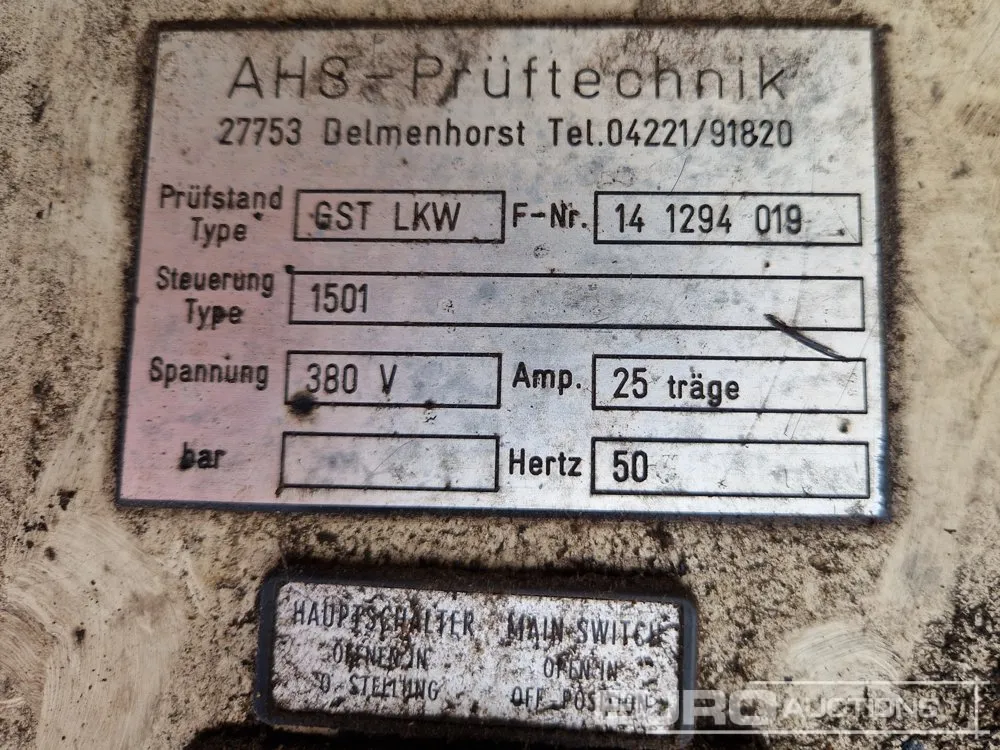 AHS-Prüftechnik
27753 Delmenhorst Tel.04221/91820
Prüfstand Type GST LKW F-Nr. 14 1294 019
Steuerung Type 1501
Spannung 380 V Amp. 25 träge
bar Hertz 50
HAUPTSCHALTER
ÖFFNEN IN
0-STELLUNG
MAIN SWITCH
OPEN IN
OFF-POSITION
EURO AUCTIONS